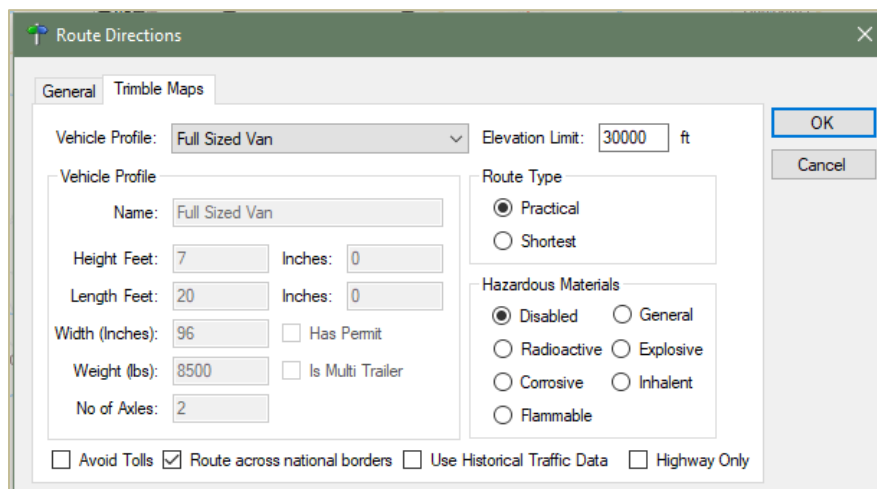 Route Directions
General Trimble Maps
Vehicle Profile: Full Sized Van
Elevation Limit: 30000 ft
OK
Cancel
Vehicle Profile
Name: Full Sized Van
Height Feet: 7 Inches: 0
Length Feet: 20 Inches: 0
Width (Inches): 96 Has Permit
Weight (lbs): 8500 Is Multi Trailer
No of Axles: 2
Route Type
Practical
Shortest
Hazardous Materials
Disabled General
Radioactive Explosive
Corrosive Inhalent
Flammable
Avoid Tolls Route across national borders Use Historical Traffic Data Highway Only